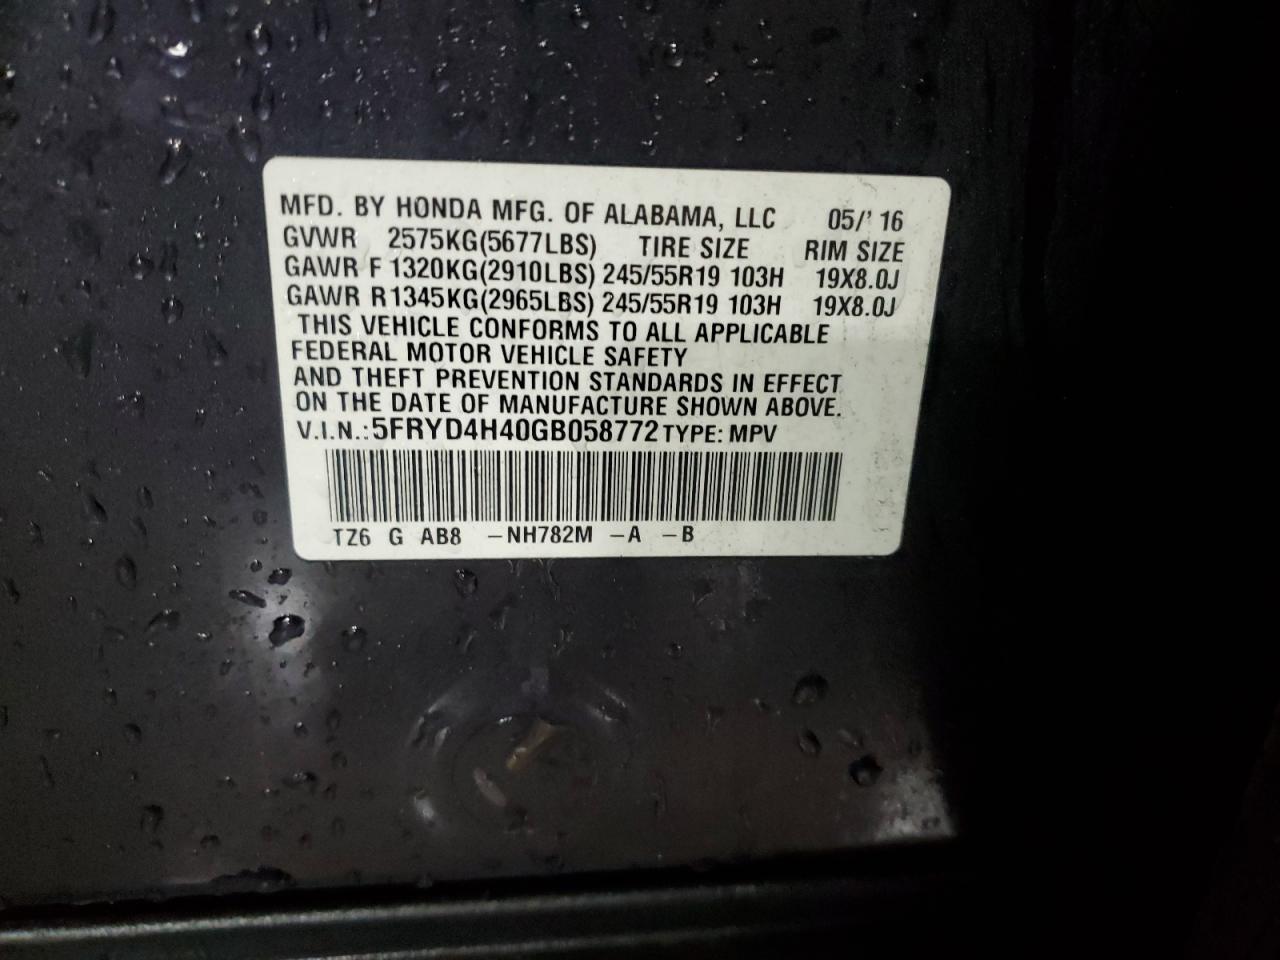 MFD. BY HONDA MFG. OF ALABAMA, LLC 05/' 16
GVWR 2575KG(5677LBS) TIRE SIZE RIM SIZE
GAWR F 1320KG(2910LBS) 245/55R19 103H 19X8.0J
GAWR R1345KG(2965LBS) 245/55R19 103H 19X8.0J
THIS VEHICLE CONFORMS TO ALL APPLICABLE
FEDERAL MOTOR VEHICLE SAFETY
AND THEFT PREVENTION STANDARDS IN EFFECT
ON THE DATE OF MANUFACTURE SHOWN ABOVE.
V.I.N.: 5FRYD4H40GB058772 TYPE: MPV
TZ6 G AB8 -NH782M -A -B